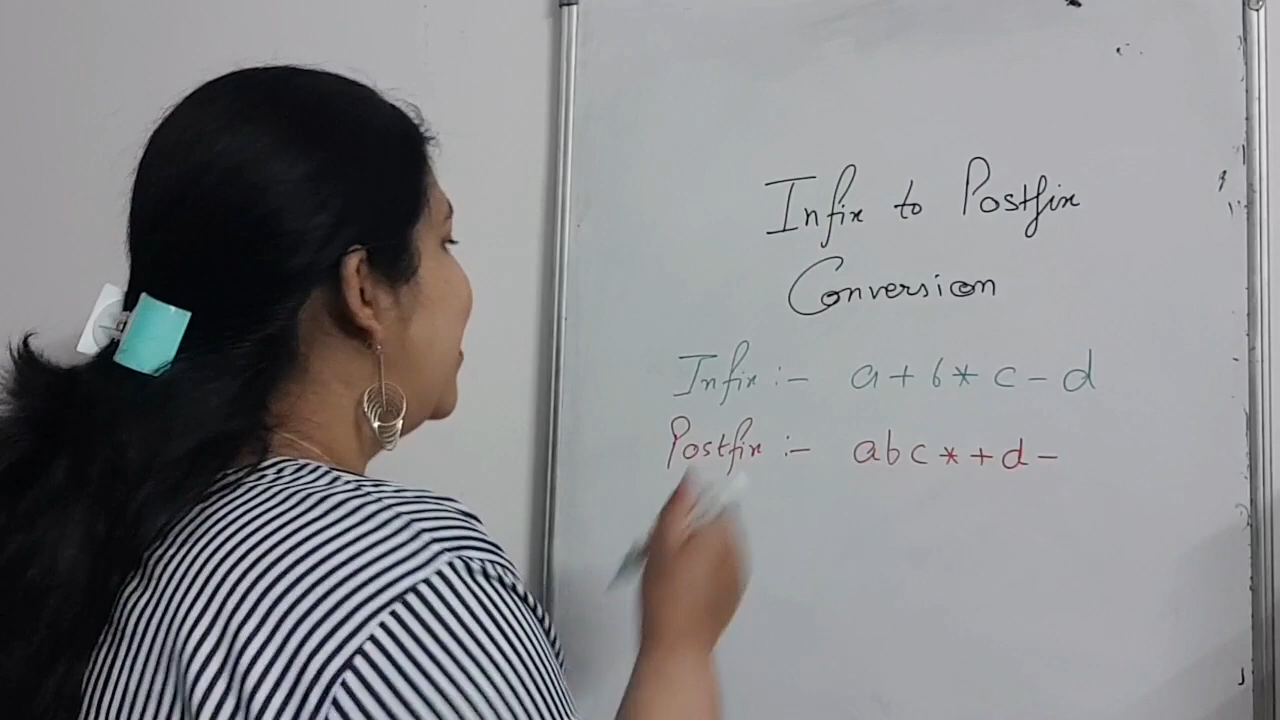 Infix to Postfix
Conversion
Infix :- a + b * c - d
Postfix :- a b c * + d -